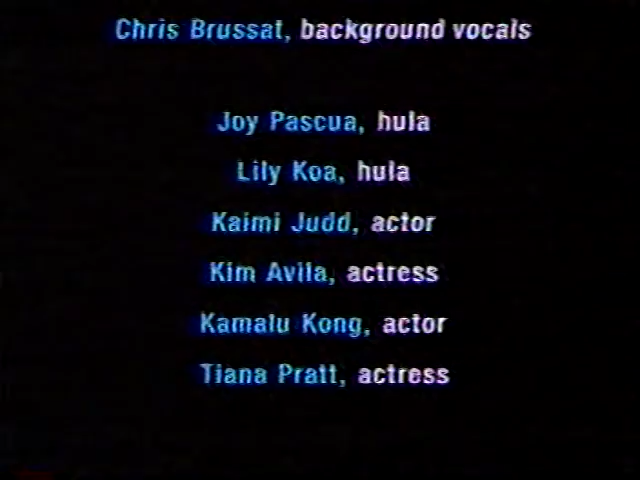 Chris Brussat, background vocals
Joy Pascua, hula
Lily Koa, hula
Kaimi Judd, actor
Kim Avila, actress
Kamalu Kong, actor
Tiana Pratt, actress